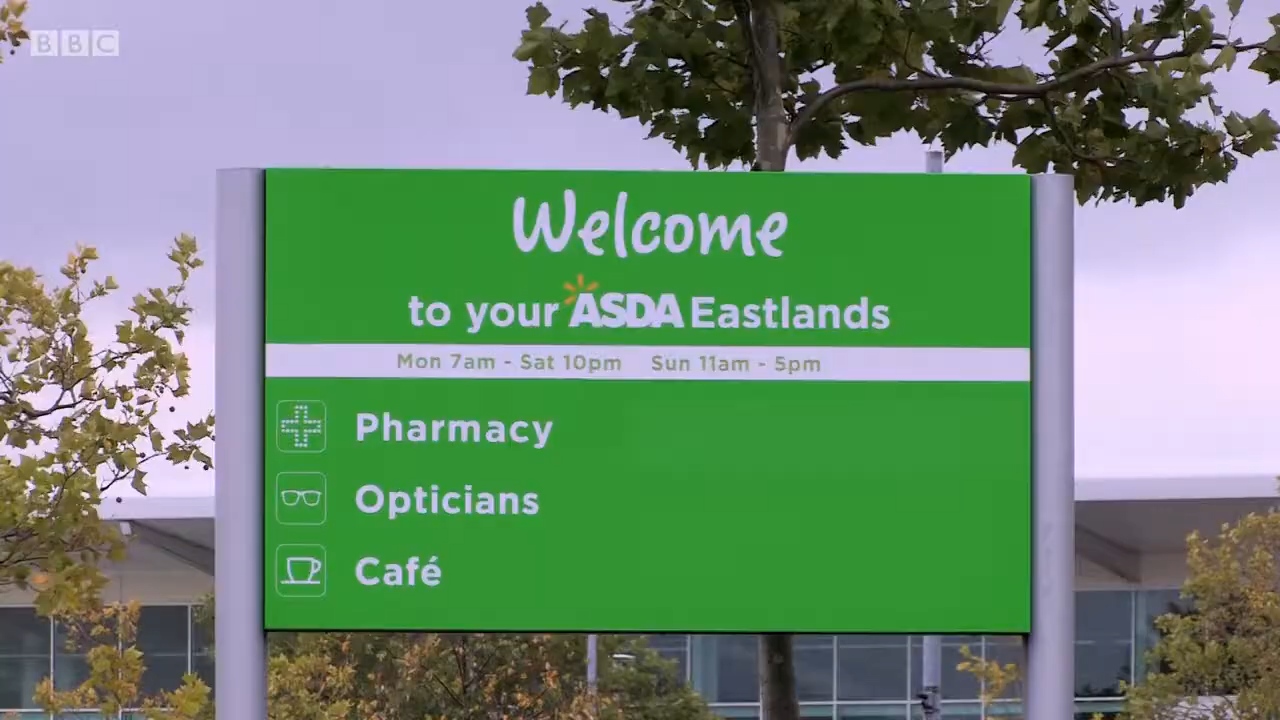 BBC
Welcome
to your ASDA Eastlands
Mon 7am - Sat 10pm Sun 11am - 5pm
Pharmacy
Opticians
Café